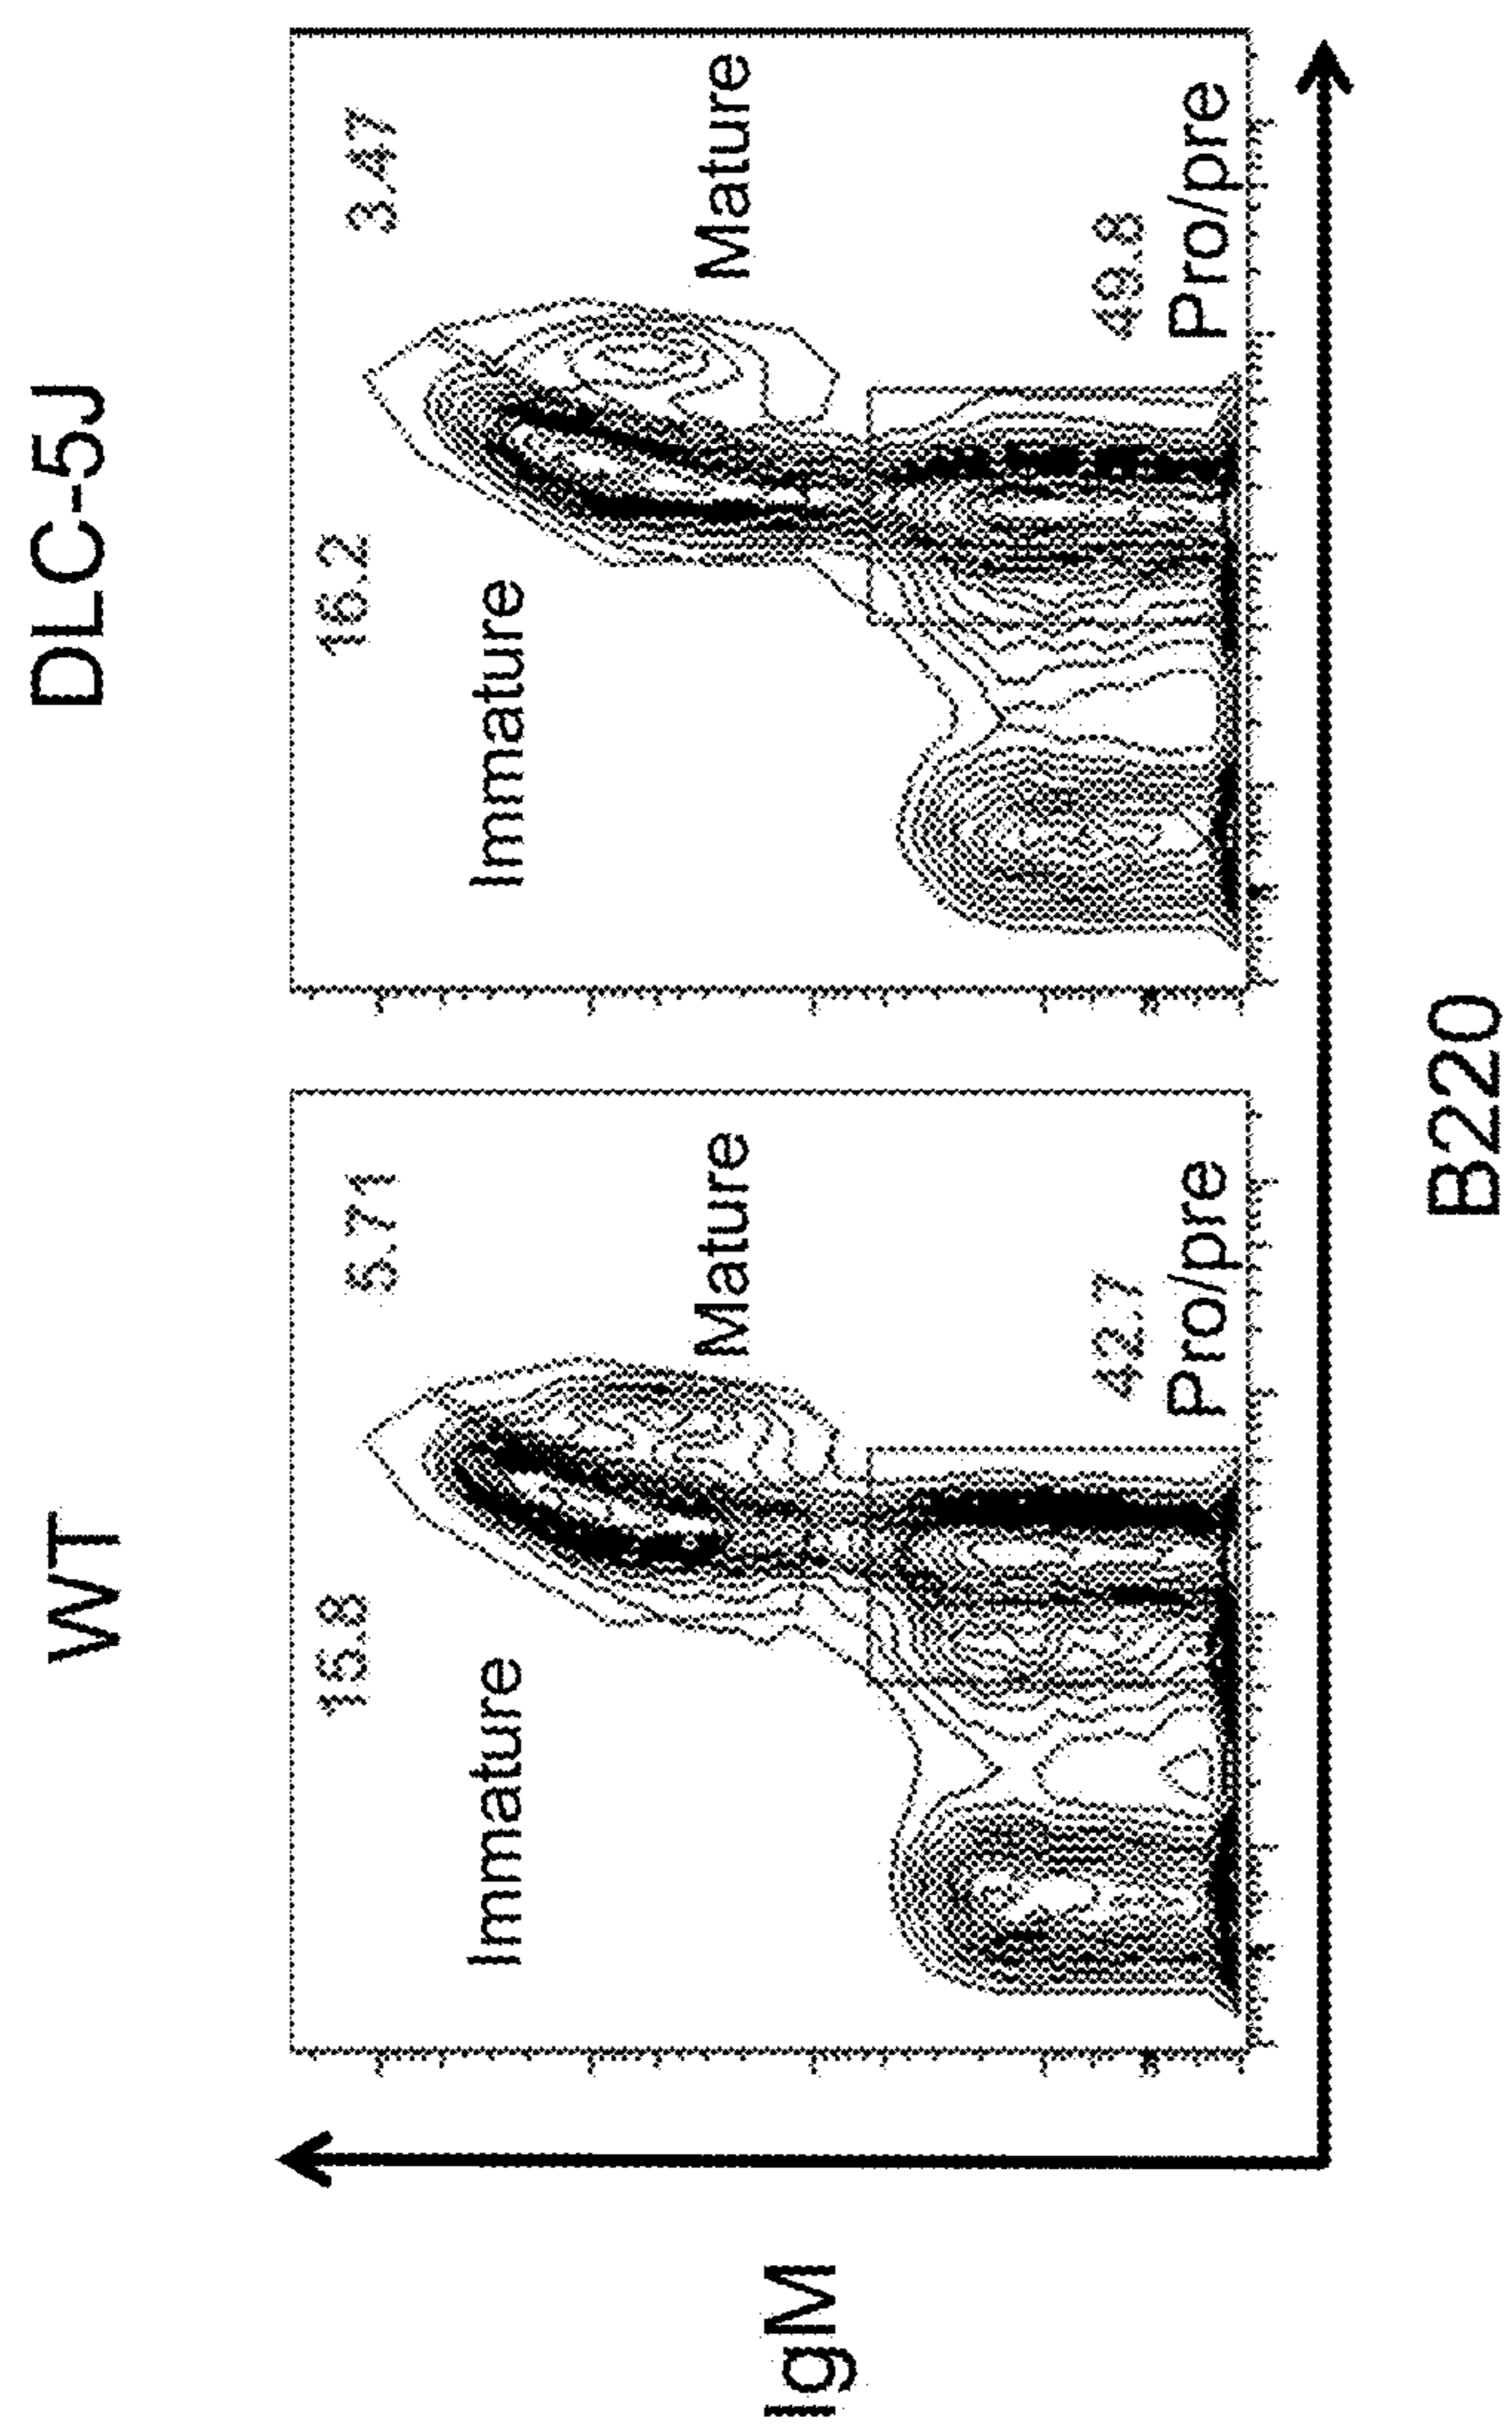 WT
DLC-5J
15.8
5.71
Immature
Mature
42.7
Pro/pre
16.2
3.47
Immature
Mature
49.8
Pro/pre
IgM
B220